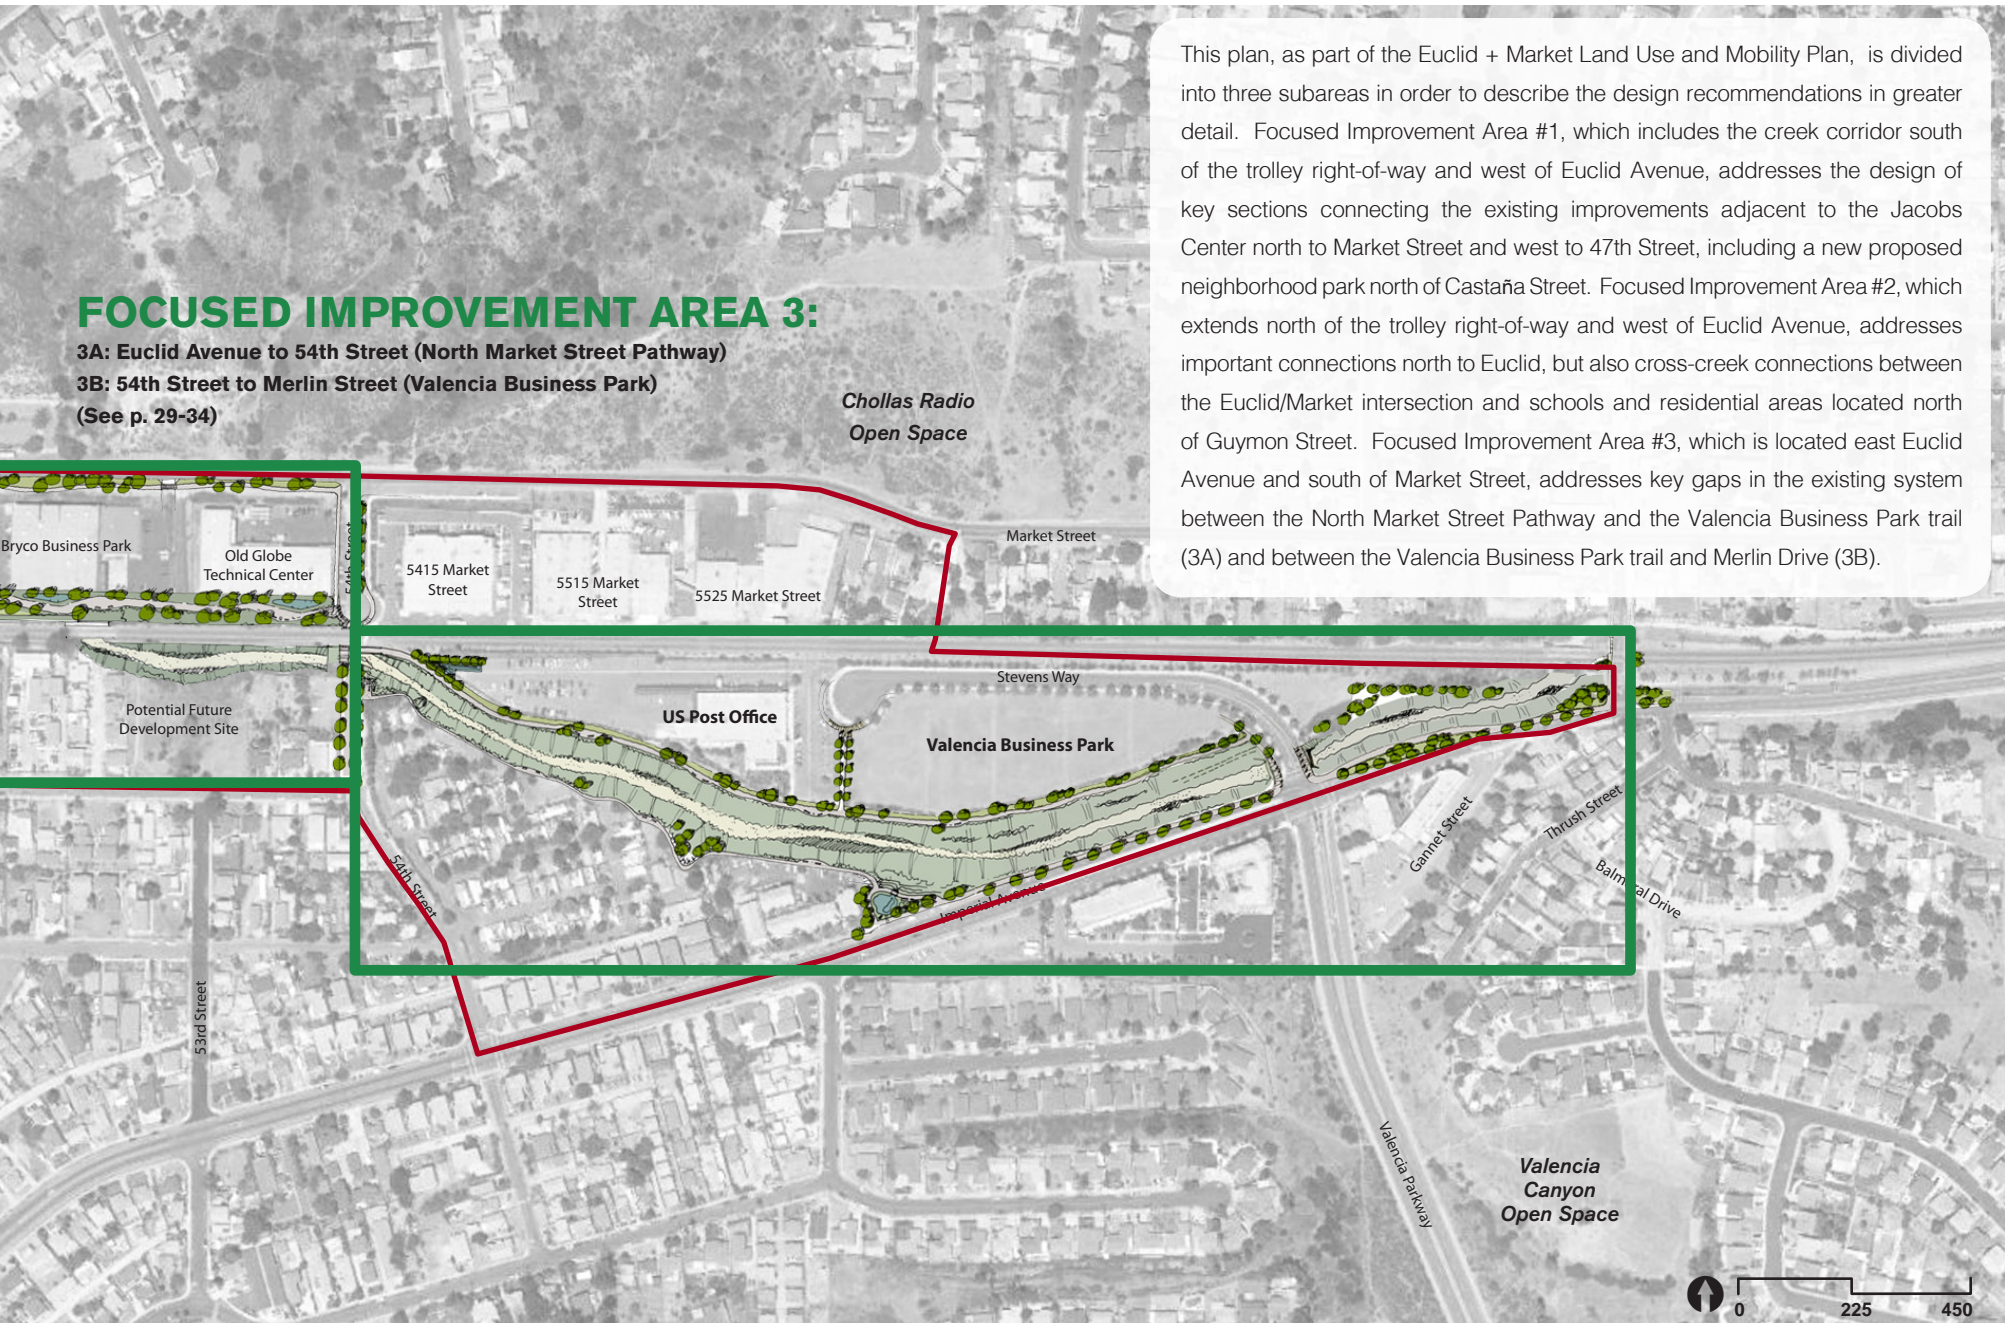 This plan, as part of the Euclid + Market Land Use and Mobility Plan, is divided
into three subareas in order to describe the design recommendations in greater
detail. Focused Improvement Area #1, which includes the creek corridor south
of the trolley right-of-way and west of Euclid Avenue, addresses the design of
key sections connecting the existing improvements adjacent to the Jacobs
Center north to Market Street and west to 47th Street, including a new proposed
neighborhood park north of Castaña Street. Focused Improvement Area #2, which
extends north of the trolley right-of-way and west of Euclid Avenue, addresses
important connections north to Euclid, but also cross-creek connections between
the Euclid/Market intersection and schools and residential areas located north
of Guymon Street. Focused Improvement Area #3, which is located east Euclid
Avenue and south of Market Street, addresses key gaps in the existing system
between the North Market Street Pathway and the Valencia Business Park trail
(3A) and between the Valencia Business Park trail and Merlin Drive (3B).
FOCUSED IMPROVEMENT AREA 3:
3A: Euclid Avenue to 54th Street (North Market Street Pathway)
3B: 54th Street to Merlin Street (Valencia Business Park)
(See p. 29-34)
Chollas Radio
Open Space
Market Street
Bryco Business Park
Old Globe
Technical Center
54th Street
5415 Market
Street
5515 Market
Street
5525 Market Street
Stevens Way
US Post Office
Valencia Business Park
Potential Future
Development Site
Gannet Street
Thrush Street
Balmoral Drive
54th Street
Imperial Avenue
53rd Street
Valencia Parkway
Valencia
Canyon
Open Space
0
225
450